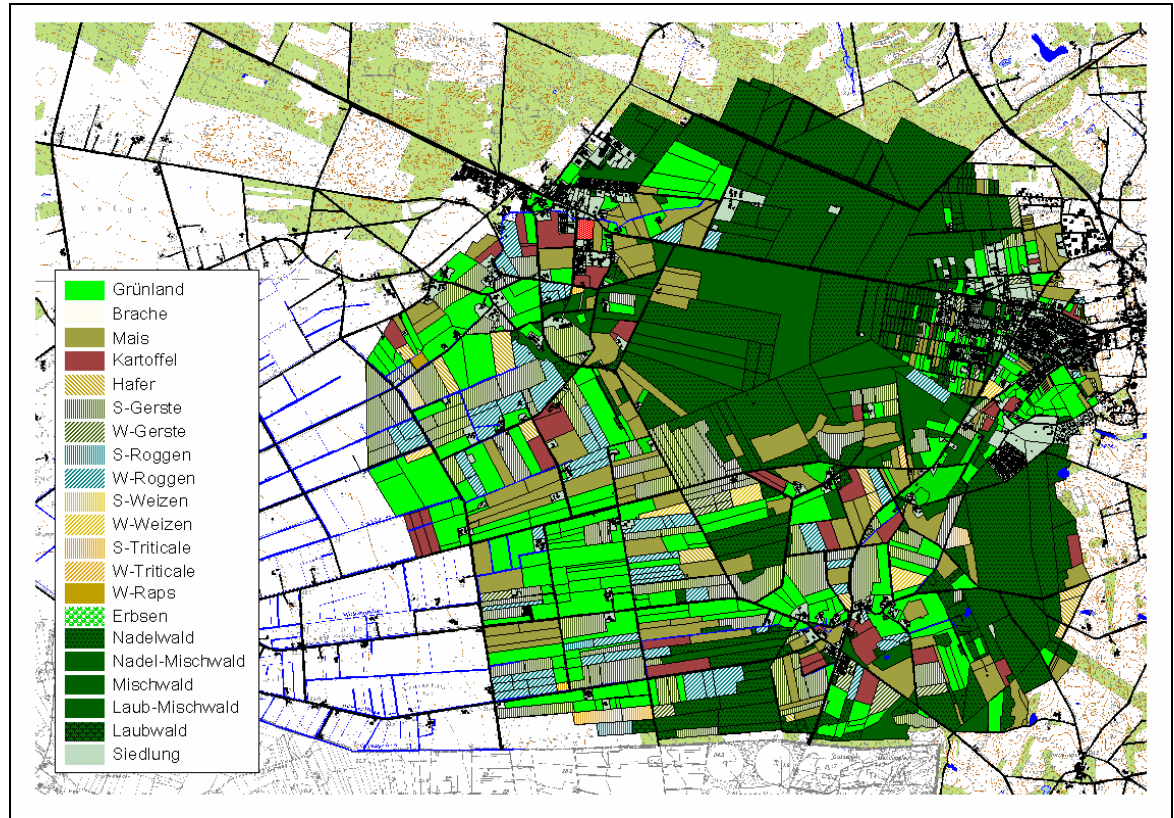 Grünland
Brache
Mais
Kartoffel
Hafer
S-Gerste
W-Gerste
S-Roggen
W-Roggen
S-Weizen
W-Weizen
S-Triticale
W-Triticale
W-Raps
Erbsen
Nadelwald
Nadel-Mischwald
Mischwald
Laub-Mischwald
Laubwald
Siedlung